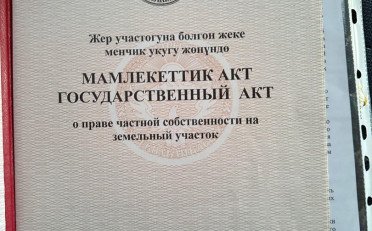 Жер участогуна болгон жеке
менчик укугу жөнүндө
МАМЛЕКЕТТИК АКТ
ГОСУДАРСТВЕННЫЙ АКТ
о праве частной собственности на
земельный участок